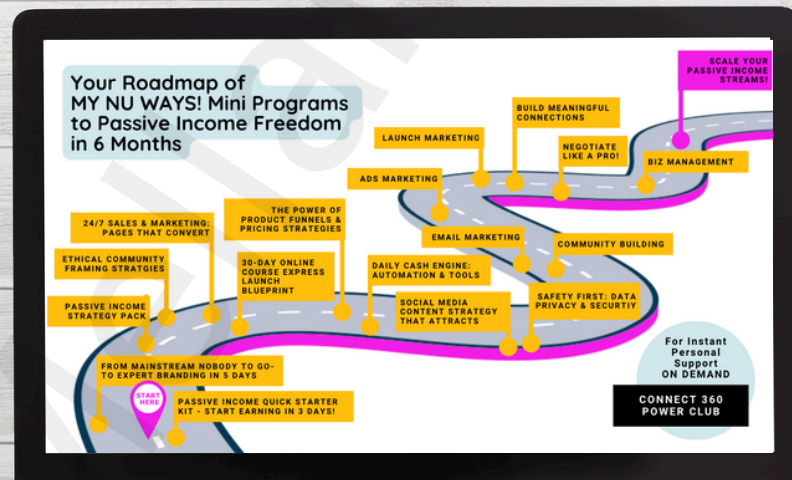 Your Roadmap of
MY NU WAYS! Mini Programs
to Passive Income Freedom
in 6 Months
SCALE YOUR
PASSIVE INCOME
STREAMS!
BUILD MEANINGFUL
CONNECTIONS
LAUNCH MARKETING
NEGOTIATE
LIKE A PRO!
BIZ MANAGEMENT
ADS MARKETING
THE POWER OF
PRODUCT FUNNELS &
PRICING STRATEGIES
24/7 SALES & MARKETING:
PAGES THAT CONVERT
EMAIL MARKETING
COMMUNITY BUILDING
ETHICAL COMMUNITY
FRAMING STRATGIES
30-DAY ONLINE
COURSE EXPRESS
LAUNCH
BLUEPRINT
DAILY CASH ENGINE:
AUTOMATION & TOOLS
PASSIVE INCOME
STRATEGY PACK
SOCIAL MEDIA
CONTENT STRATEGY
THAT ATTRACTS
SAFETY FIRST: DATA
PRIVACY & SECURTIY
FROM MAINSTREAM NOBODY TO GO-
TO EXPERT BRANDING IN 5 DAYS
START
HERE
PASSIVE INCOME QUICK STARTER
KIT - START EARNING IN 3 DAYS!
For Instant
Personal
Support
ON DEMAND
CONNECT 360
POWER CLUB